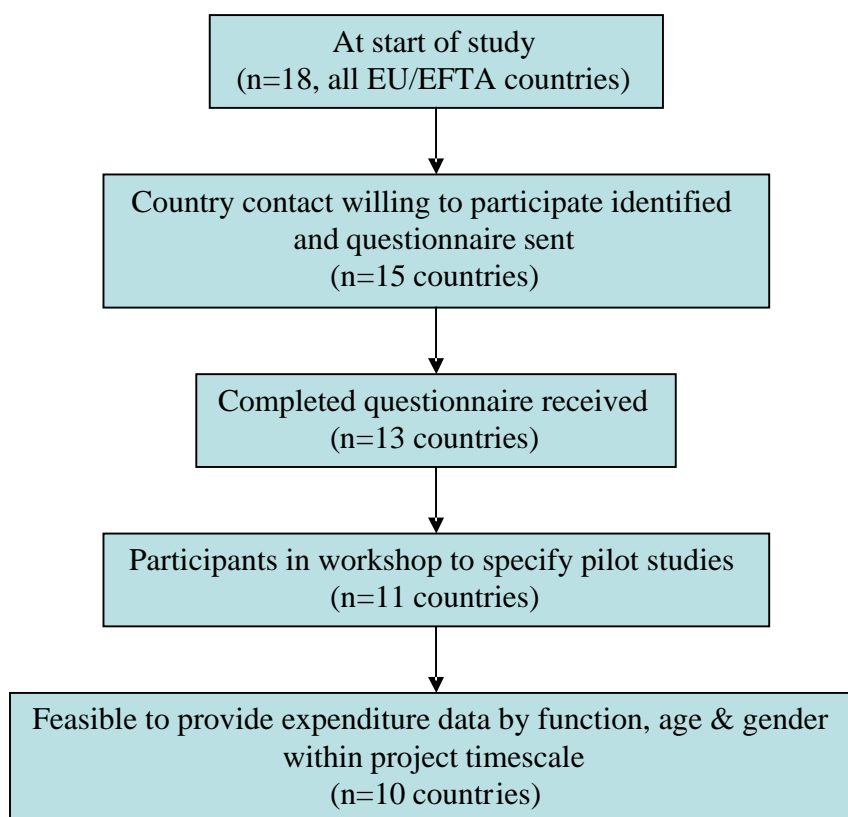 At start of study
(n=18, all EU/EFTA countries)
Country contact willing to participate identified
and questionnaire sent
(n=15 countries)
Completed questionnaire received
(n=13 countries)
Participants in workshop to specify pilot studies
(n=11 countries)
Feasible to provide expenditure data by function, age & gender
within project timescale
(n=10 countries)